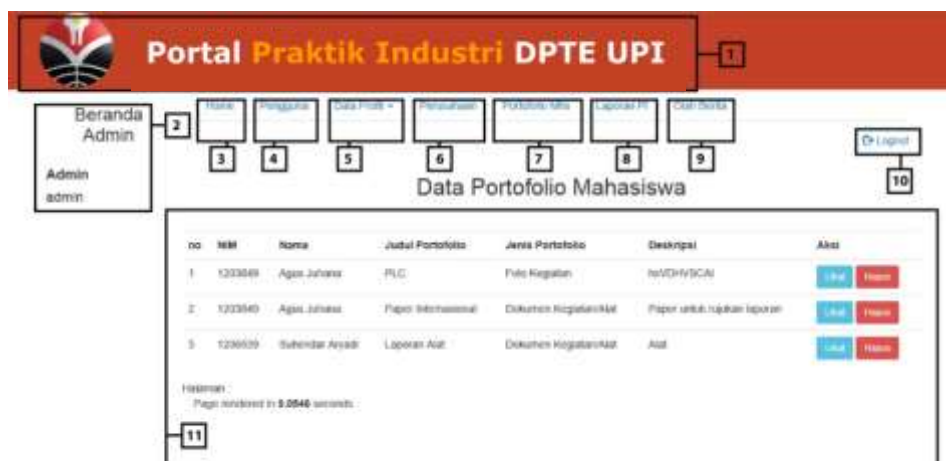 Portal Praktik Industri DPTE UPI
1
Beranda
Admin
Admin
admin
2
Home Pengguna Data Profil Perusahaan Portofolio Mhs Laporan PI Olah Berita
3 4 5 6 7 8 9
Logout
10
Data Portofolio Mahasiswa
no NIM Nama Judul Portofolio Jenis Portofolio Deskripsi Aksi
1 Agus Juhana PLC Foto Kegiatan Lihat Hapus
2 Agus Juhana Paper Internasional Dokumen Kegiatan/Alat Paper untuk rujukan laporan Lihat Hapus
3 Suhendar Aryadi Laporan Alat Dokumen Kegiatan/Alat Alat Lihat Hapus
Halaman :
Page rendered in 0.0546 seconds
11